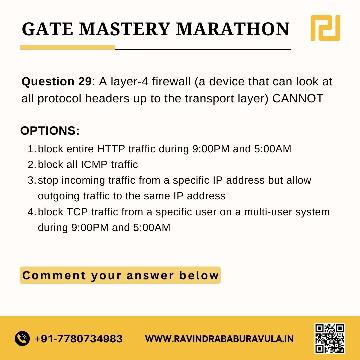 GATE MASTERY MARATHON
Question 29: A layer-4 firewall (a device that can look at
all protocol headers up to the transport layer) CANNOT
OPTIONS:
1. block entire HTTP traffic during 9:00PM and 5:00AM
2. block all ICMP traffic
3. stop incoming traffic from a specific IP address but allow
outgoing traffic to the same IP address
4. block TCP traffic from a specific user on a multi-user system
during 9:00PM and 5:00AM
Comment your answer below
+91-7780734983
WWW.RAVINDRABABURAVULA.IN